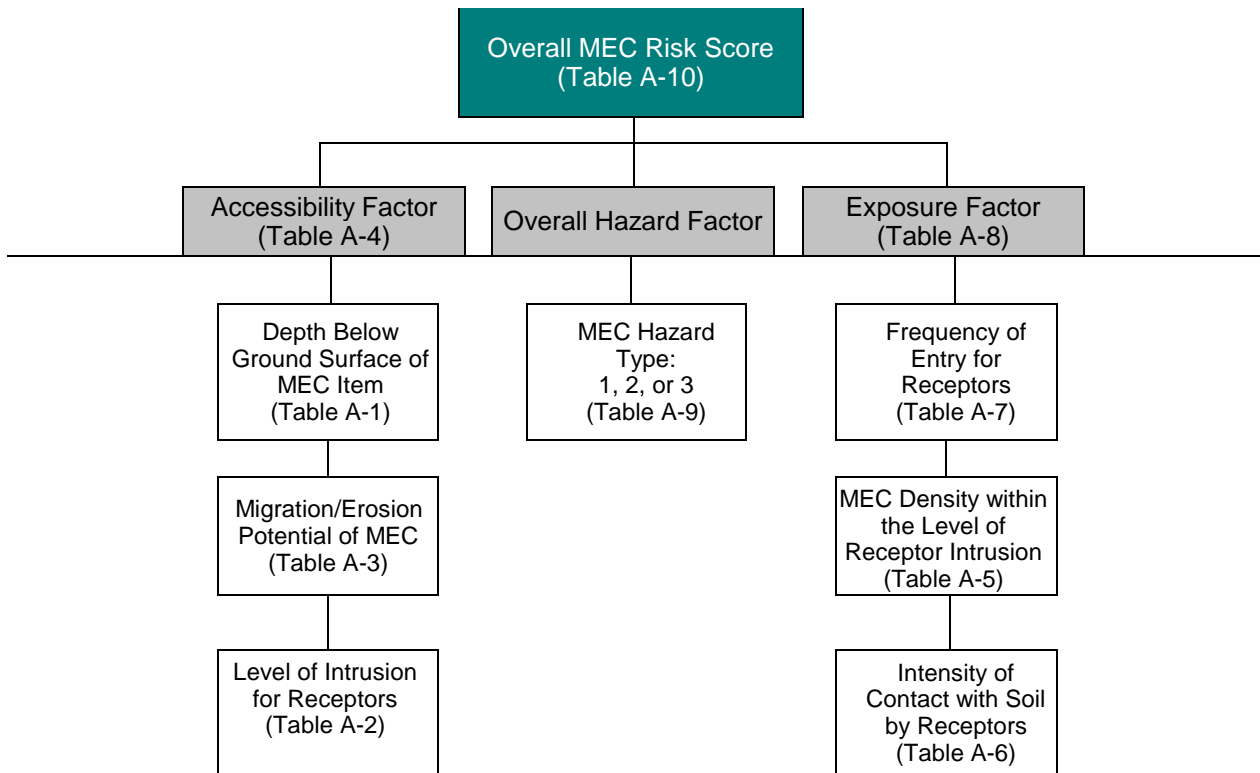 Overall MEC Risk Score
(Table A-10)
Accessibility Factor
(Table A-4)
Overall Hazard Factor
Exposure Factor
(Table A-8)
Depth Below
Ground Surface of
MEC Item
(Table A-1)
MEC Hazard
Type:
1, 2, or 3
(Table A-9)
Frequency of
Entry for
Receptors
(Table A-7)
Migration/Erosion
Potential of MEC
(Table A-3)
MEC Density within
the Level of
Receptor Intrusion
(Table A-5)
Level of Intrusion
for Receptors
(Table A-2)
Intensity of
Contact with Soil
by Receptors
(Table A-6)